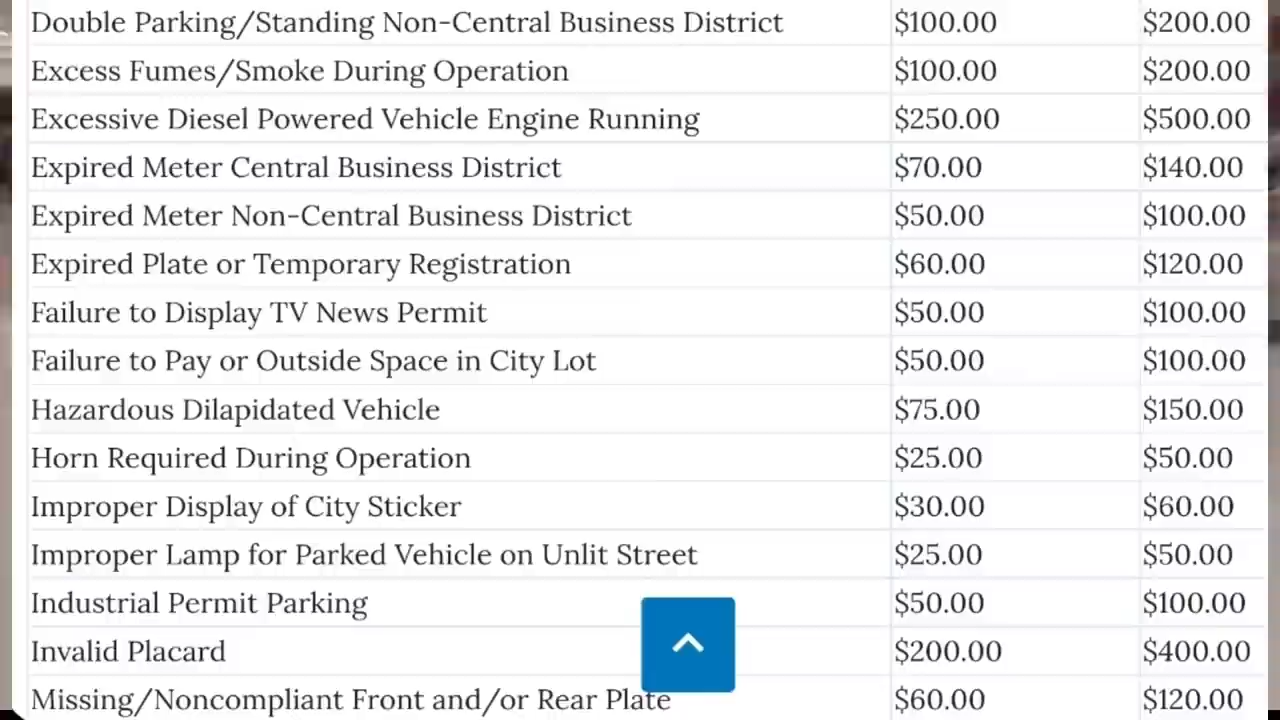 Double Parking/Standing Non-Central Business District $100.00 $200.00
Excess Fumes/Smoke During Operation $100.00 $200.00
Excessive Diesel Powered Vehicle Engine Running $250.00 $500.00
Expired Meter Central Business District $70.00 $140.00
Expired Meter Non-Central Business District $50.00 $100.00
Expired Plate or Temporary Registration $60.00 $120.00
Failure to Display TV News Permit $50.00 $100.00
Failure to Pay or Outside Space in City Lot $50.00 $100.00
Hazardous Dilapidated Vehicle $75.00 $150.00
Horn Required During Operation $25.00 $50.00
Improper Display of City Sticker $30.00 $60.00
Improper Lamp for Parked Vehicle on Unlit Street $25.00 $50.00
Industrial Permit Parking $50.00 $100.00
Invalid Placard $200.00 $400.00
Missing/Noncompliant Front and/or Rear Plate $60.00 $120.00